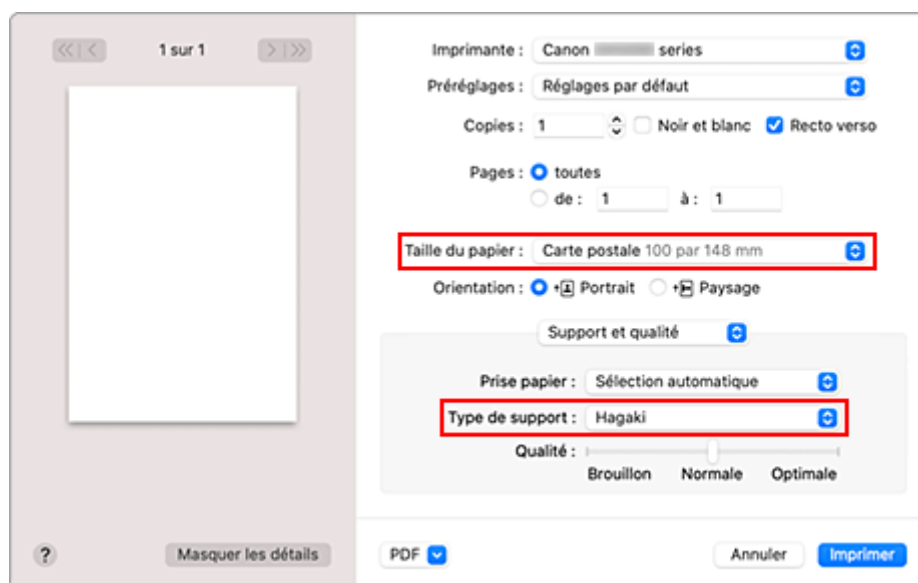 1 sur 1
Imprimante : Canon series
Préréglages : Réglages par défaut
Copies : 1 Noir et blanc Recto verso
Pages : toutes
de : 1 à : 1
Taille du papier : Carte postale 100 par 148 mm
Orientation : Portrait Paysage
Support et qualité
Prise papier : Sélection automatique
Type de support : Hagaki
Qualité :
Brouillon Normale Optimale
? Masquer les détails PDF Annuler Imprimer